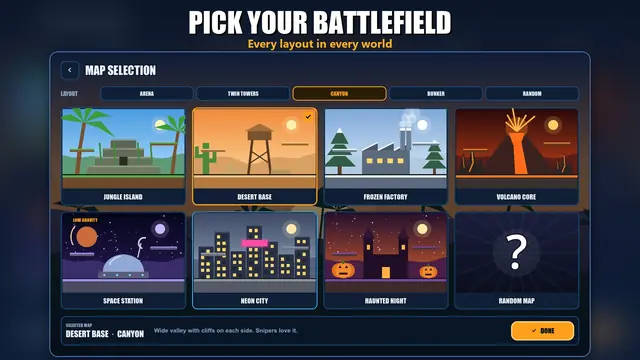 PICK YOUR BATTLEFIELD
Every layout in every world
MAP SELECTION
LAYOUT
ARENA
TWIN TOWERS
CANYON
BUNKER
RANDOM
JUNGLE ISLAND
DESERT BASE
FROZEN FACTORY
VOLCANO CORE
LOW GRAVITY
SPACE STATION
NEON CITY
HAUNTED NIGHT
?
RANDOM MAP
SELECTED MAP
DESERT BASE · CANYON
Wide valley with cliffs on each side. Snipers love it.
DONE